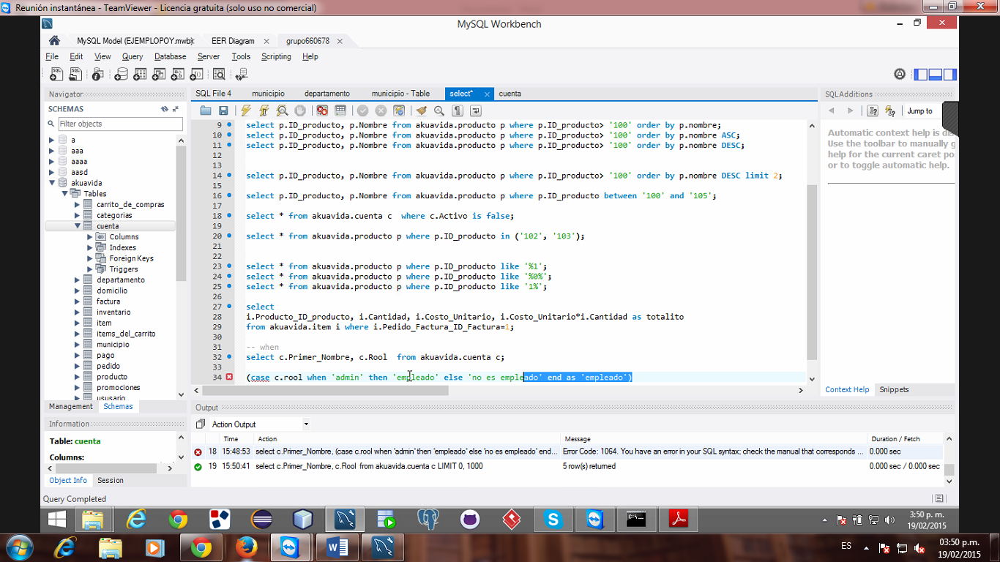 Reunión instantánea - TeamViewer - Licencia gratuita (solo uso no comercial)
MySQL Workbench
MySQL Model (EJEMPLOPOY.mwb) EER Diagram grupo660678
File Edit View Query Database Server Tools Scripting Help
Navigator
SCHEMAS
Filter objects
a
aaa
aaaa
aasd
akuavida
Tables
carrito_de_compras
categorias
cuenta
Columns
Indexes
Foreign Keys
Triggers
departamento
domicilio
factura
inventario
item
items_del_carrito
municipio
pago
pedido
producto
promociones
ususario
Management Schemas
Information
Table: cuenta
Columns:
Object Info Session
SQL File 4 municipio departamento municipio - Table select* cuenta
9 select p.ID_producto, p.Nombre from akuavida.producto p where p.ID_producto> '100' order by p.nombre;
10 select p.ID_producto, p.Nombre from akuavida.producto p where p.ID_producto> '100' order by p.nombre ASC;
11 select p.ID_producto, p.Nombre from akuavida.producto p where p.ID_producto> '100' order by p.nombre DESC;
12
13
14 select p.ID_producto, p.Nombre from akuavida.producto p where p.ID_producto> '100' order by p.nombre DESC limit 2;
15
16 select p.ID_producto, p.Nombre from akuavida.producto p where p.ID_producto between '100' and '105';
17
18 select * from akuavida.cuenta c  where c.Activo is false;
19
20 select * from akuavida.producto p where p.ID_producto in ('102', '103');
21
22
23 select * from akuavida.producto p where p.ID_producto like '%1';
24 select * from akuavida.producto p where p.ID_producto like '%0%';
25 select * from akuavida.producto p where p.ID_producto like '1%';
26
27 select
28 i.Producto_ID_producto, i.Cantidad, i.Costo_Unitario, i.Costo_Unitario*i.Cantidad as totalito
29 from akuavida.item i where i.Pedido_Factura_ID_Factura=1;
30
31 -- when
32 select c.Primer_Nombre, c.Rool  from akuavida.cuenta c;
33
34 (case c.rool when 'admin' then 'empleado' else 'no es empleado' end as 'empleado')
SQLAdditions
Jump to
Automatic context help is dis
Use the toolbar to manually g
help for the current caret pos
or to toggle automatic help.
Context Help Snippets
Output
Action Output
Time Action Message Duration / Fetch
18 15:48:53 select c.Primer_Nombre, (case c.rool when 'admin' then 'empleado' else 'no es empleado' end... Error Code: 1064. You have an error in your SQL syntax; check the manual that corresponds ... 0.000 sec
19 15:50:41 select c.Primer_Nombre, c.Rool from akuavida.cuenta c LIMIT 0, 1000 5 row(s) returned 0.000 sec / 0.000 sec
Query Completed
3:50 p. m.
19/02/2015
ES
03:50 p.m.
19/02/2015